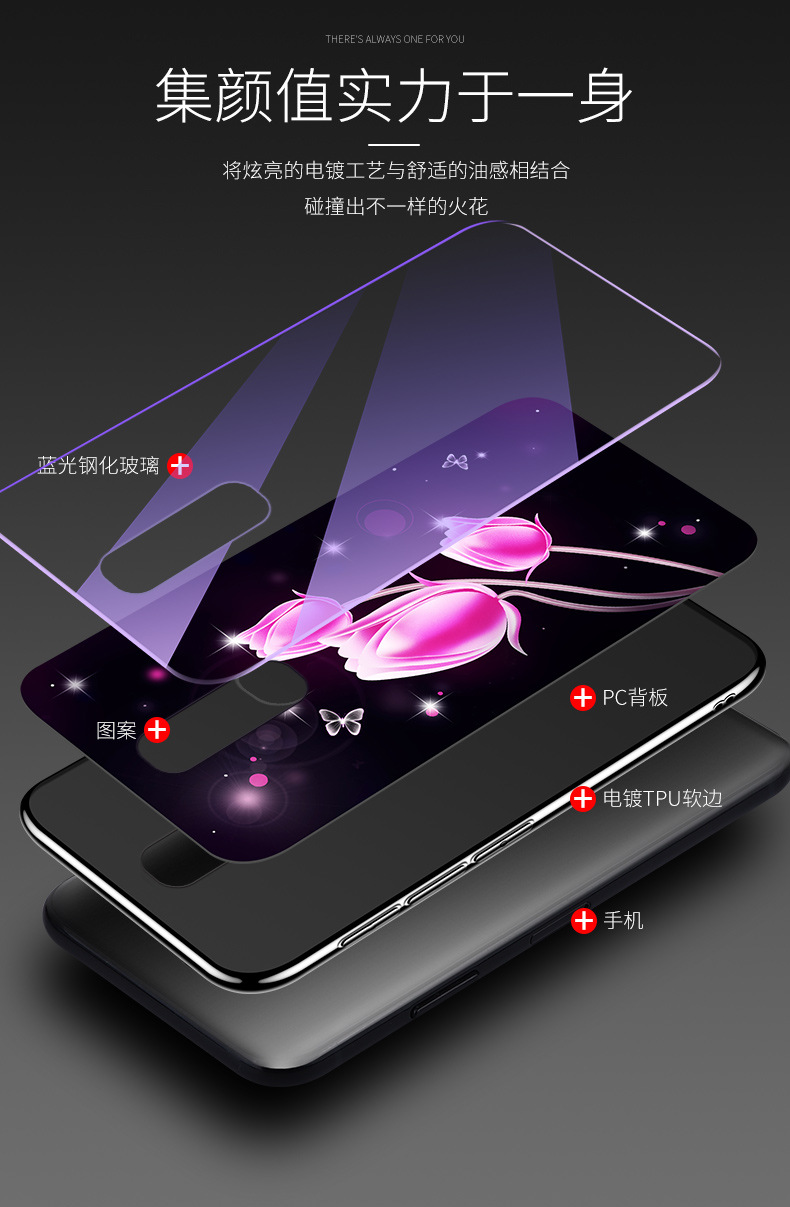 THERE'S ALWAYS ONE FOR YOU
集颜值实力于一身
将炫亮的电镀工艺与舒适的油感相结合
碰撞出不一样的火花
蓝光钢化玻璃
PC背板
图案
电镀TPU软边
手机